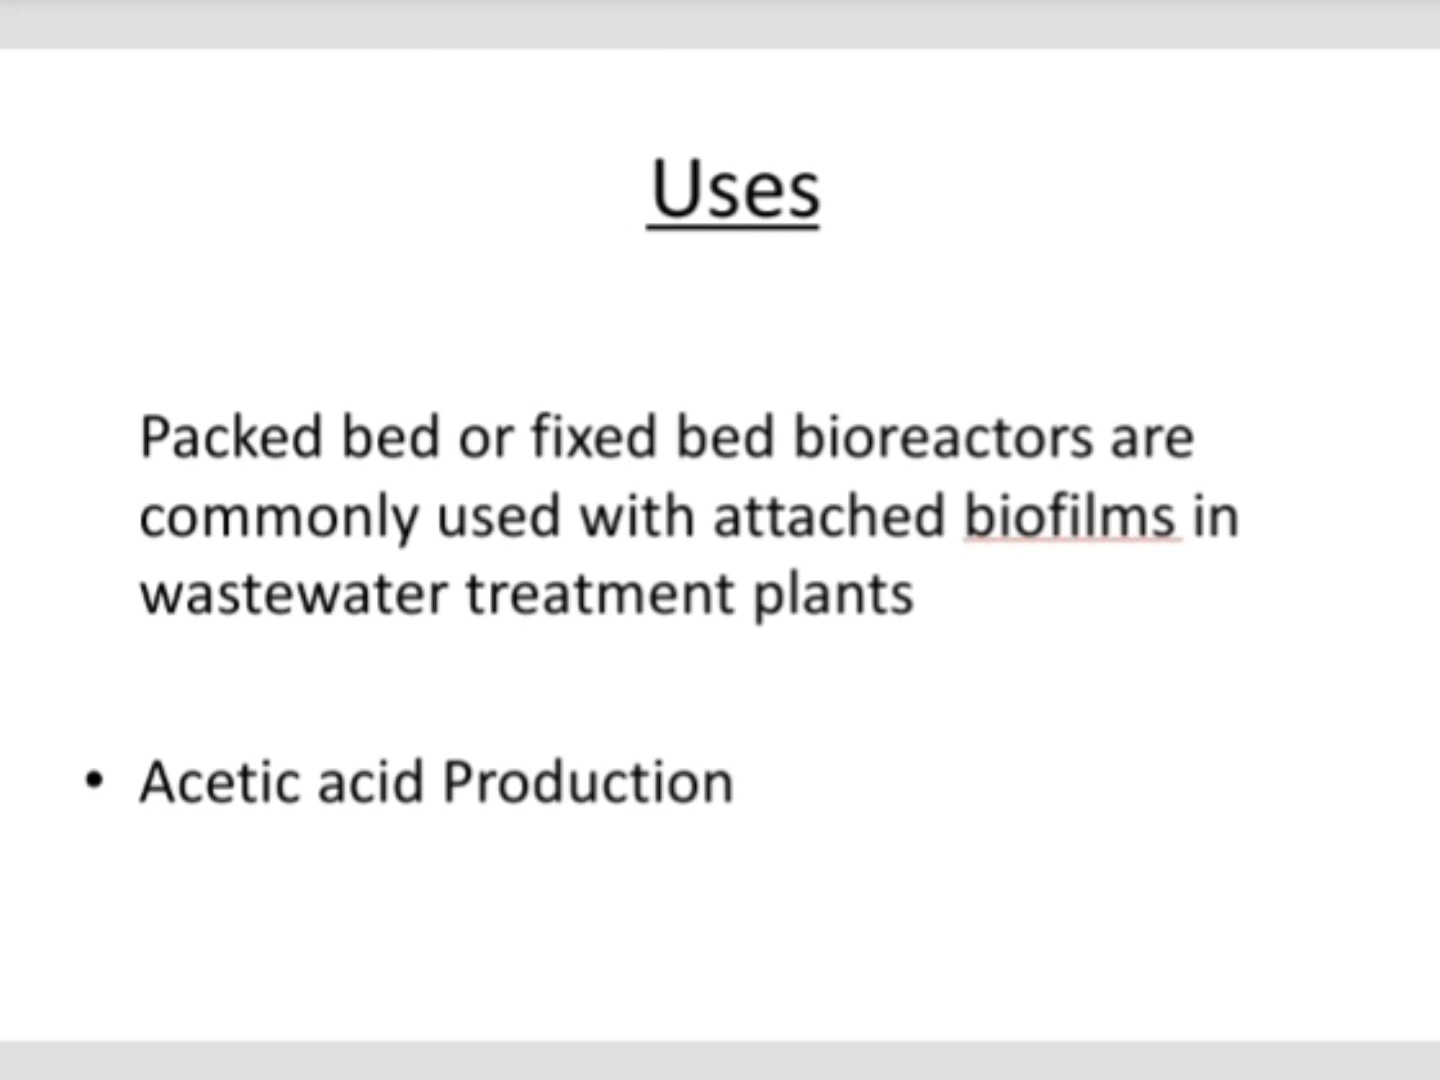 Uses
Packed bed or fixed bed bioreactors are
commonly used with attached biofilms in
wastewater treatment plants
• Acetic acid Production